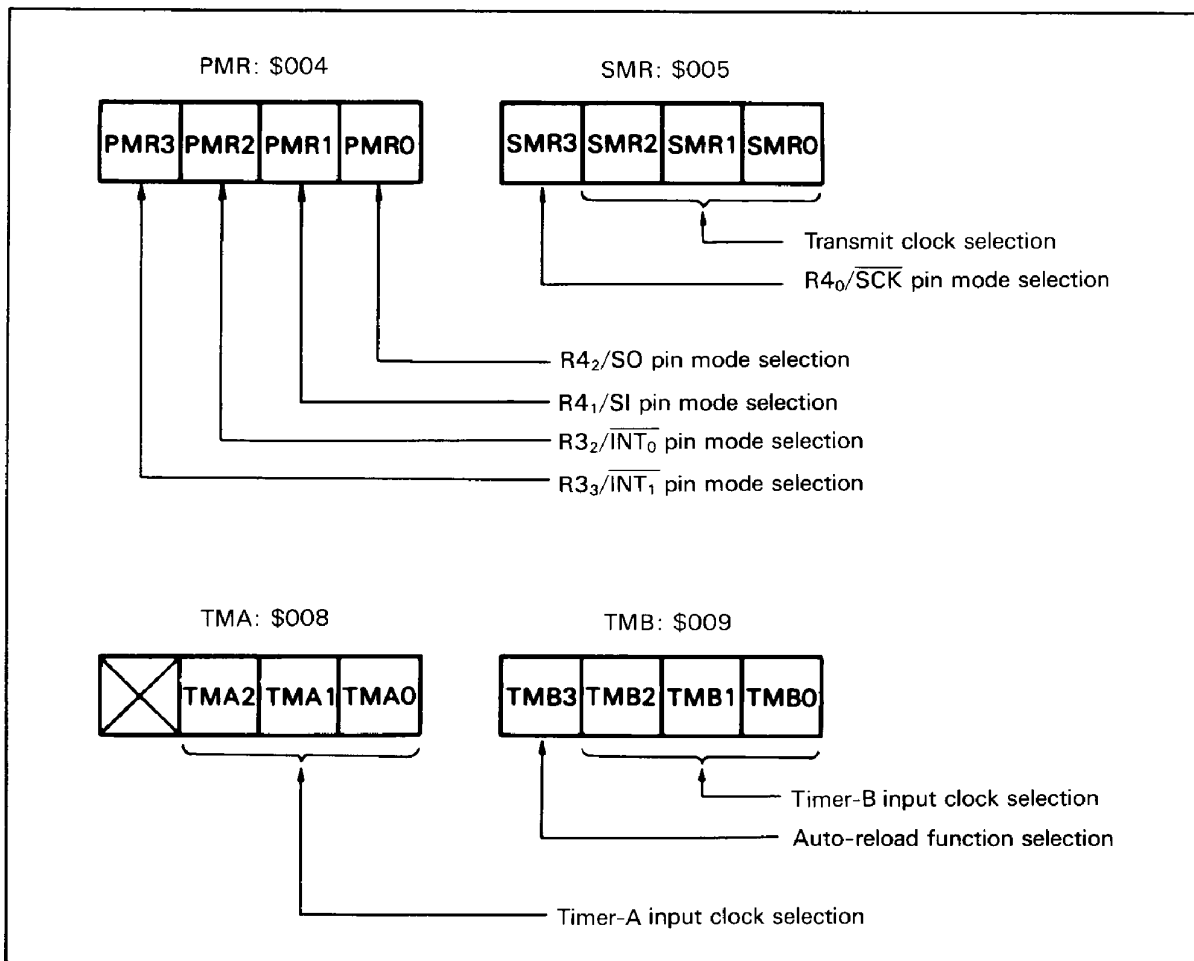 PMR: $004
SMR: $005
PMR3 PMR2 PMR1 PMR0
SMR3 SMR2 SMR1 SMR0
Transmit clock selection
R4₀/S̅C̅K̅ pin mode selection
R4₂/SO pin mode selection
R4₁/SI pin mode selection
R3₂/I̅N̅T̅₀̅ pin mode selection
R3₃/I̅N̅T̅₁̅ pin mode selection
TMA: $008
TMB: $009
TMA2 TMA1 TMA0
TMB3 TMB2 TMB1 TMB0
Timer-B input clock selection
Auto-reload function selection
Timer-A input clock selection